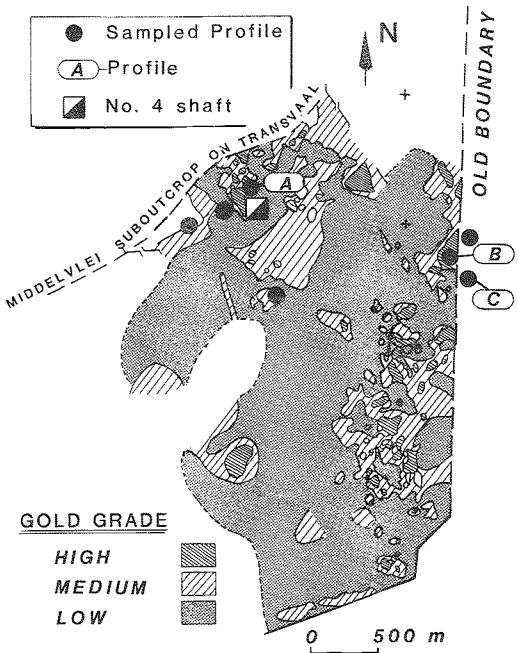 Sampled Profile
A Profile
No. 4 shaft
N
OLD BOUNDARY
MIDDELVLEI SUBOUTCROP ON TRANSVAAL
A
B
C
GOLD GRADE
HIGH
MEDIUM
LOW
0 500 m